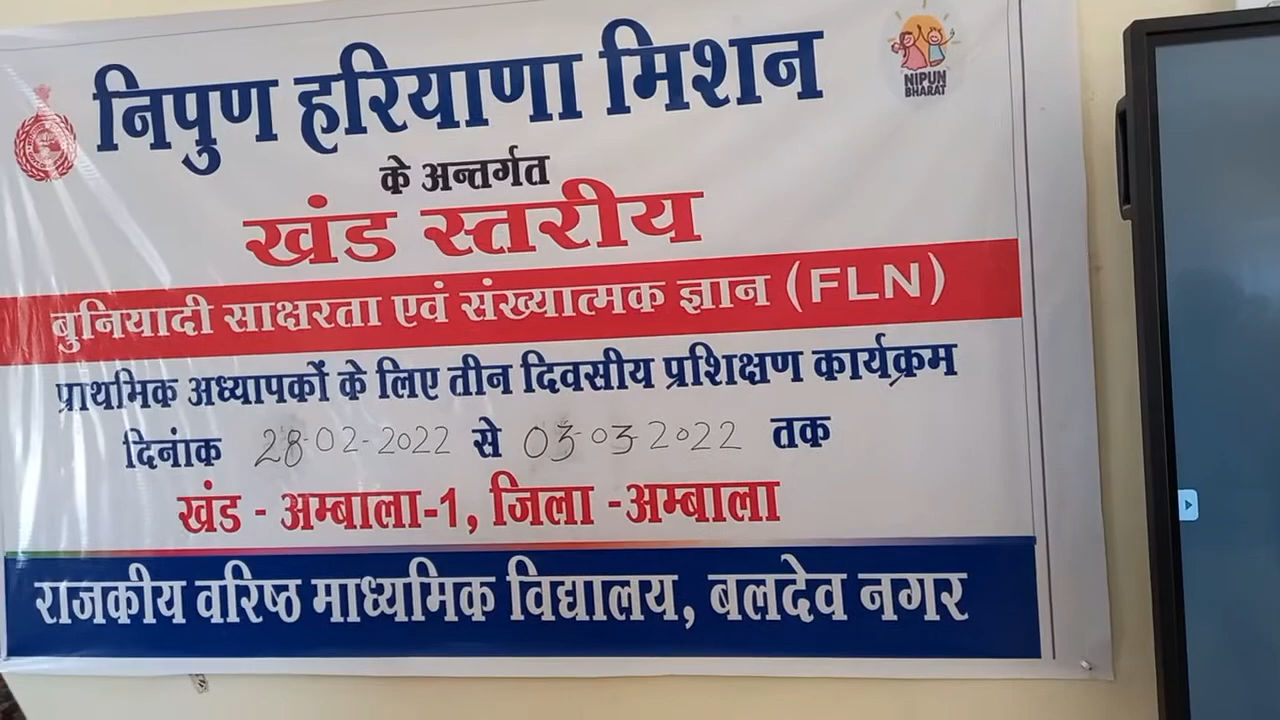 निपुण हरियाणा मिशन
NIPUN
BHARAT
के अन्तर्गत
खंड स्तरीय
बुनियादी साक्षरता एवं संख्यात्मक ज्ञान (FLN)
प्राथमिक अध्यापकों के लिए तीन दिवसीय प्रशिक्षण कार्यक्रम
दिनांक 28-02-2022 से 03-03-2022 तक
खंड - अम्बाला-1, जिला -अम्बाला
राजकीय वरिष्ठ माध्यमिक विद्यालय, बलदेव नगर